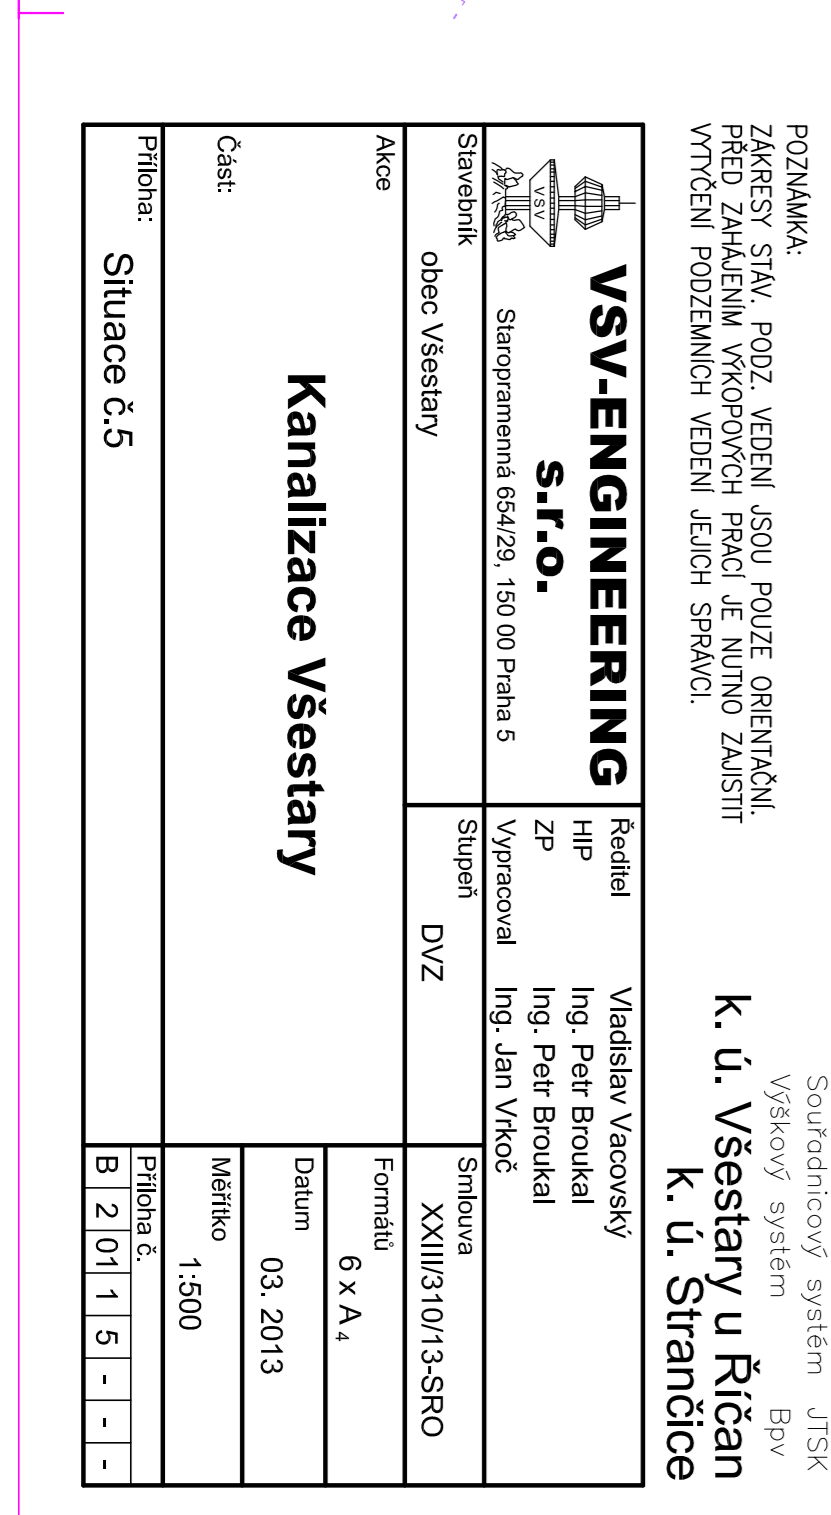 Souřadnicový systém JTSK
Výškový systém Bpv
POZNÁMKA:
ZÁKRESY STÁV. PODZ. VEDENÍ JSOU POUZE ORIENTAČNÍ.
PŘED ZAHÁJENÍM VÝKOPOVÝCH PRACÍ JE NUTNO ZAJISTIT
VYTYČENÍ PODZEMNÍCH VEDENÍ JEJICH SPRÁVCI.
k. ú. Všestary u Říčan
k. ú. Strančice
VSV
VSV-ENGINEERING
s.r.o.
Staropramenná 654/29, 150 00 Praha 5
Ředitel Vladislav Vacovský
HIP Ing. Petr Broukal
ZP Ing. Petr Broukal
Vypracoval Ing. Jan Vrkoč
Stavebník
obec Všestary
Stupeň
DVZ
Smlouva
XXIII/310/13-SRO
Akce
Kanalizace Všestary
Formátů
6 x A4
Datum
03. 2013
Část:
Měřítko
1:500
Příloha:
Situace č.5
Příloha č.
B 2 01 1 5 - - -